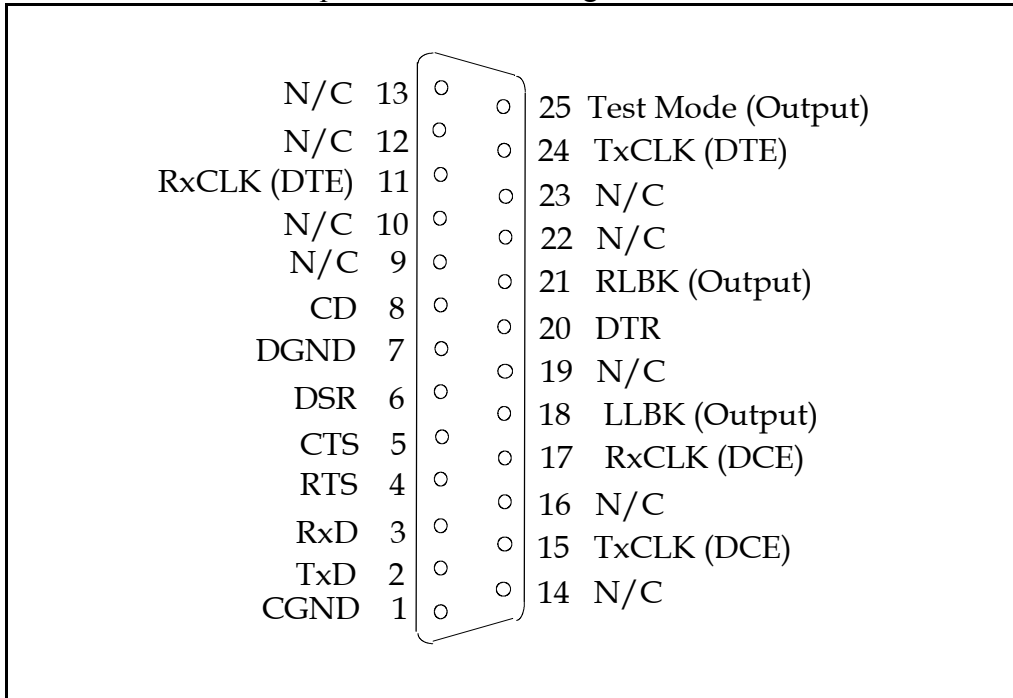 N/C 13
25 Test Mode (Output)
N/C 12
24 TxCLK (DTE)
RxCLK (DTE) 11
23 N/C
N/C 10
22 N/C
N/C 9
21 RLBK (Output)
CD 8
20 DTR
DGND 7
19 N/C
DSR 6
18 LLBK (Output)
CTS 5
17 RxCLK (DCE)
RTS 4
16 N/C
RxD 3
15 TxCLK (DCE)
TxD 2
14 N/C
CGND 1